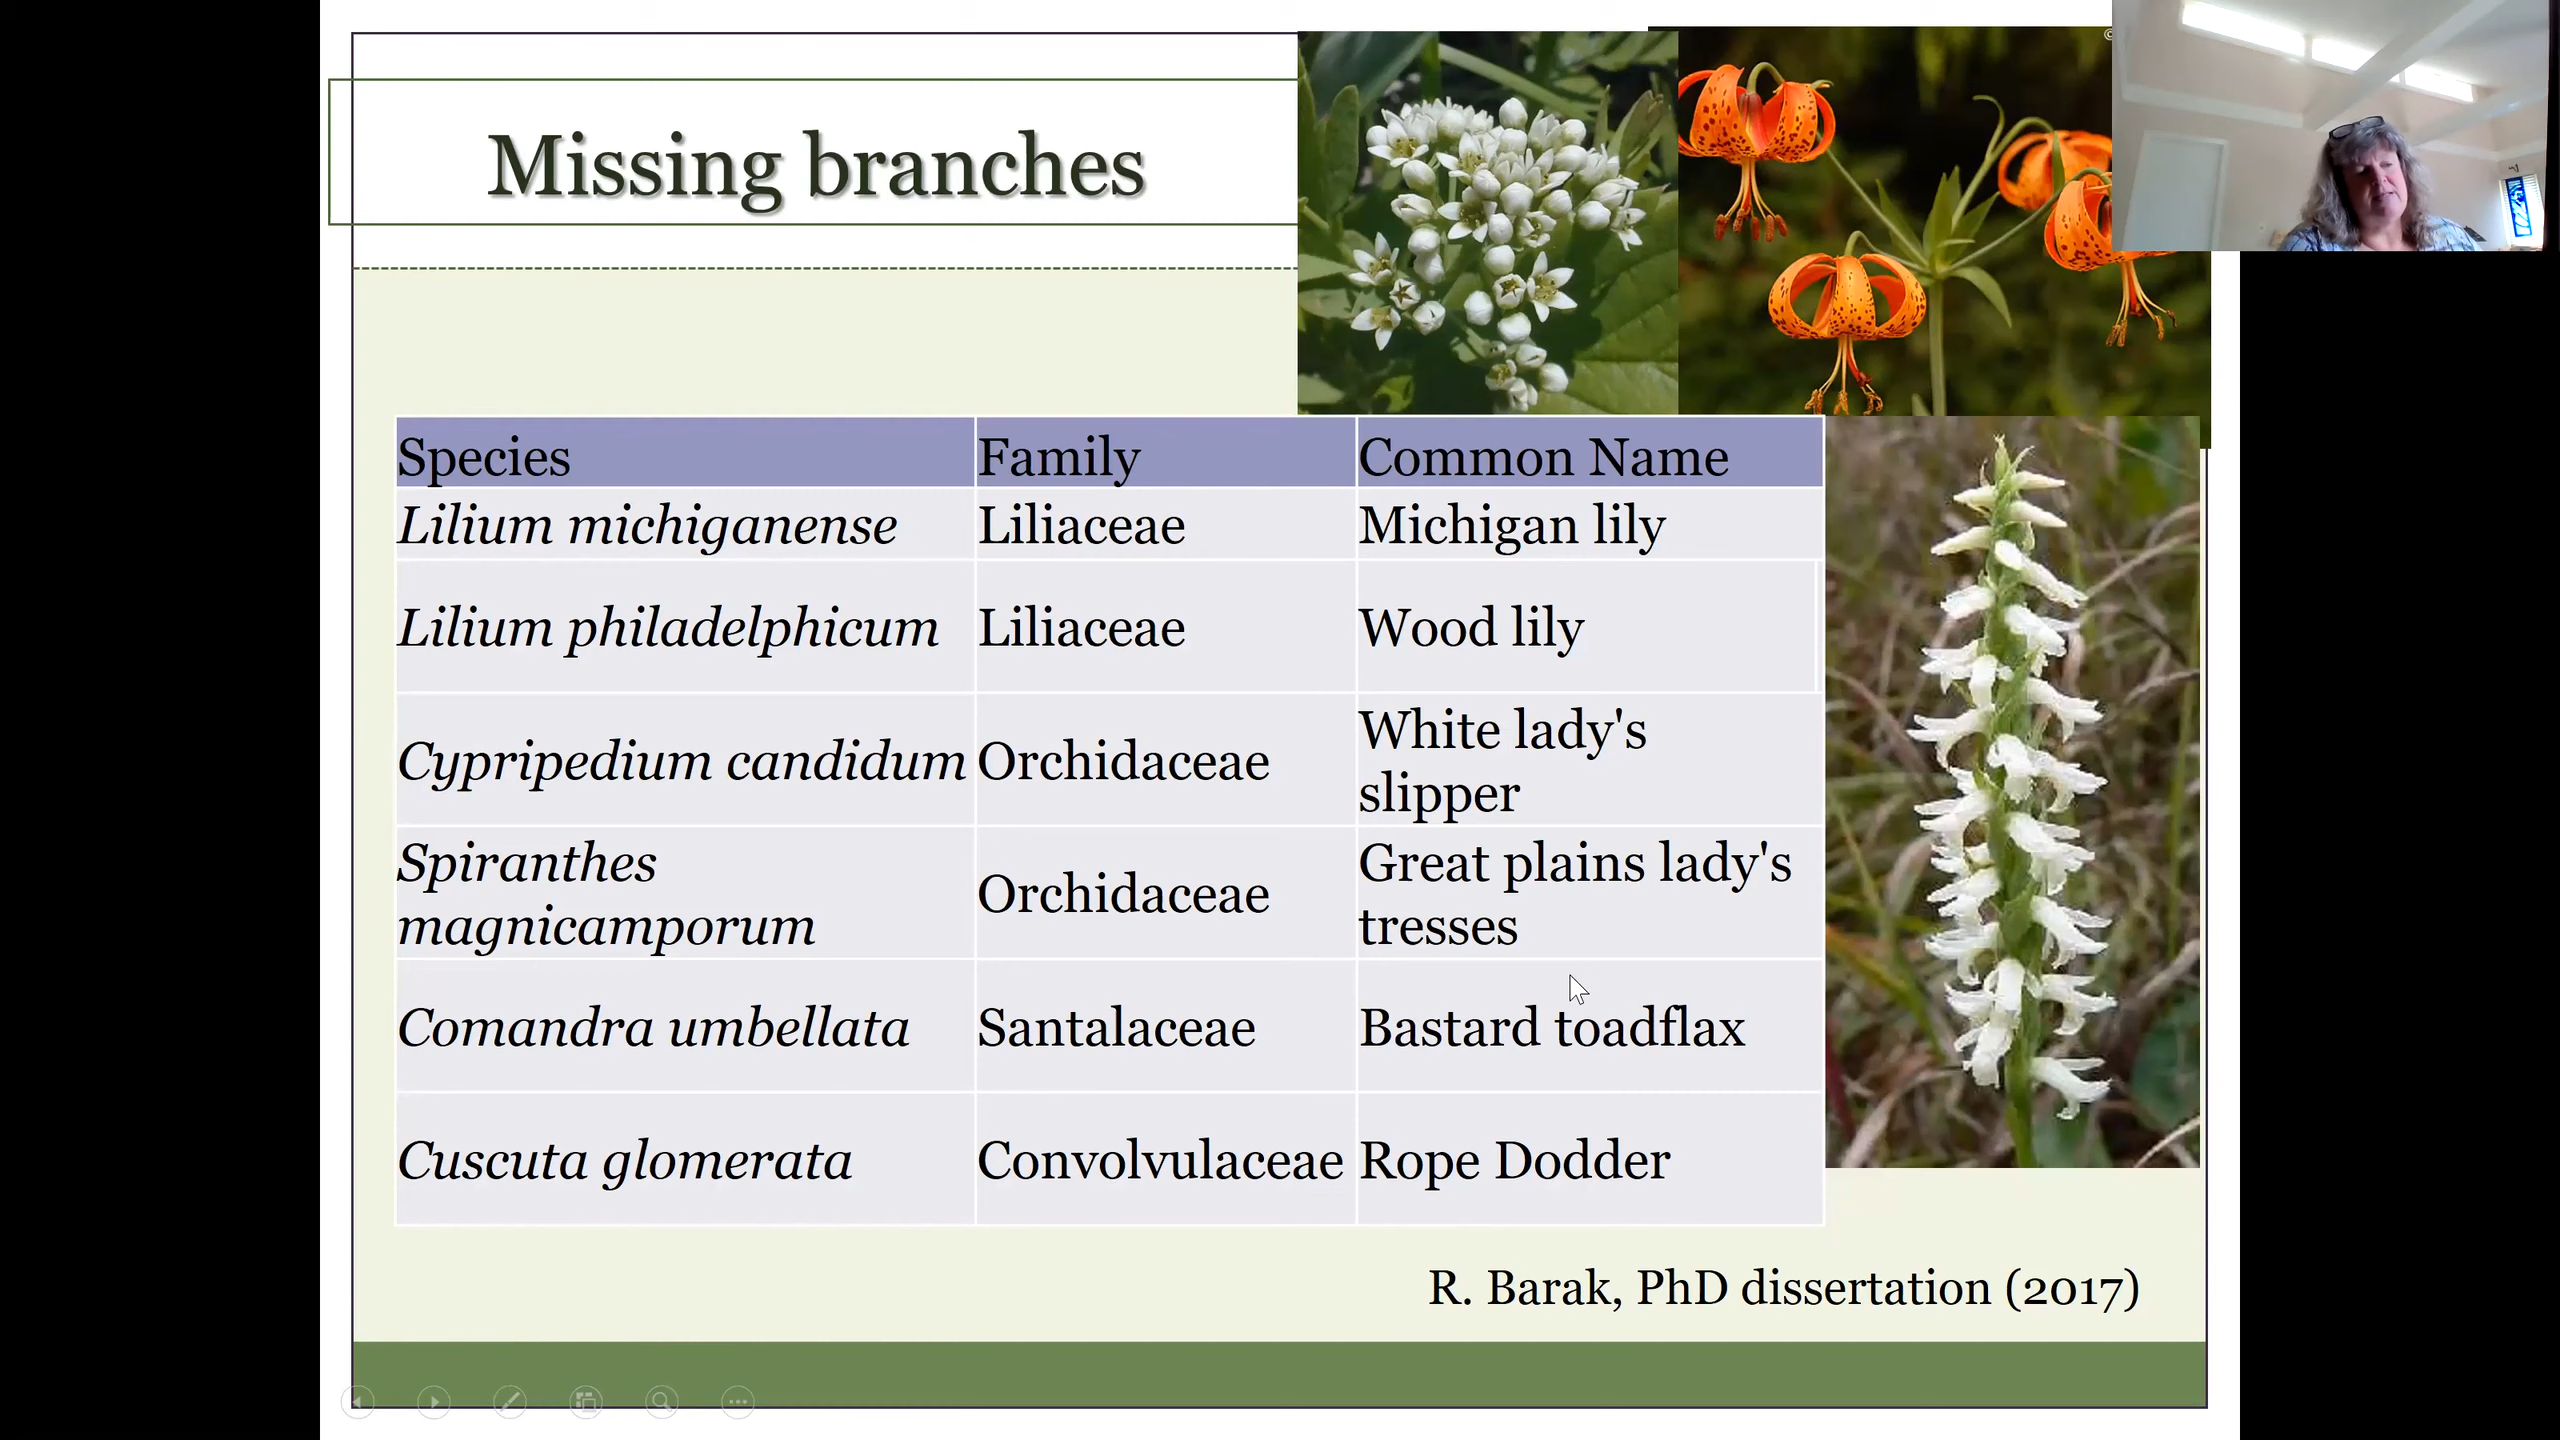 Missing branches
Species Family Common Name
Lilium michiganense Liliaceae Michigan lily
Lilium philadelphicum Liliaceae Wood lily
Cypripedium candidum Orchidaceae White lady's
slipper
Spiranthes
magnicamporum Orchidaceae Great plains lady's
tresses
Comandra umbellata Santalaceae Bastard toadflax
Cuscuta glomerata Convolvulaceae Rope Dodder
R. Barak, PhD dissertation (2017)